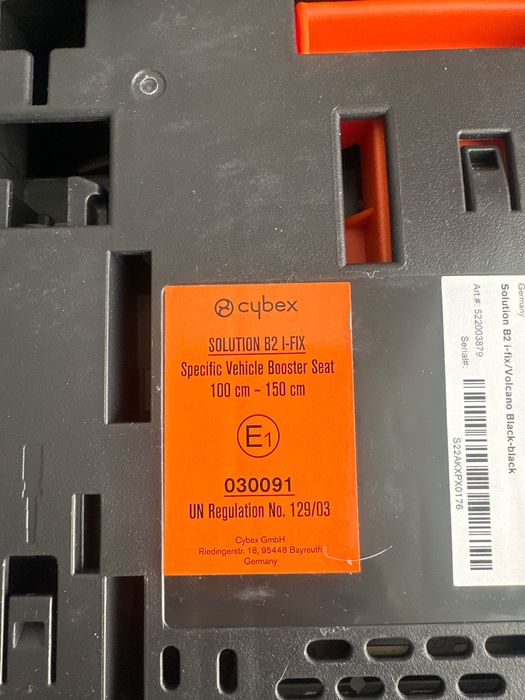 cybex
SOLUTION B2 I-FIX
Specific Vehicle Booster Seat
100 cm – 150 cm
E1
030091
UN Regulation No. 129/03
Cybex GmbH
Riedingerstr. 18, 95448 Bayreuth
Germany
Germany
Solution B2 i-fix/Volcano Black-black
Art.#: 522003879
Serial#:
S22AKXPX0176